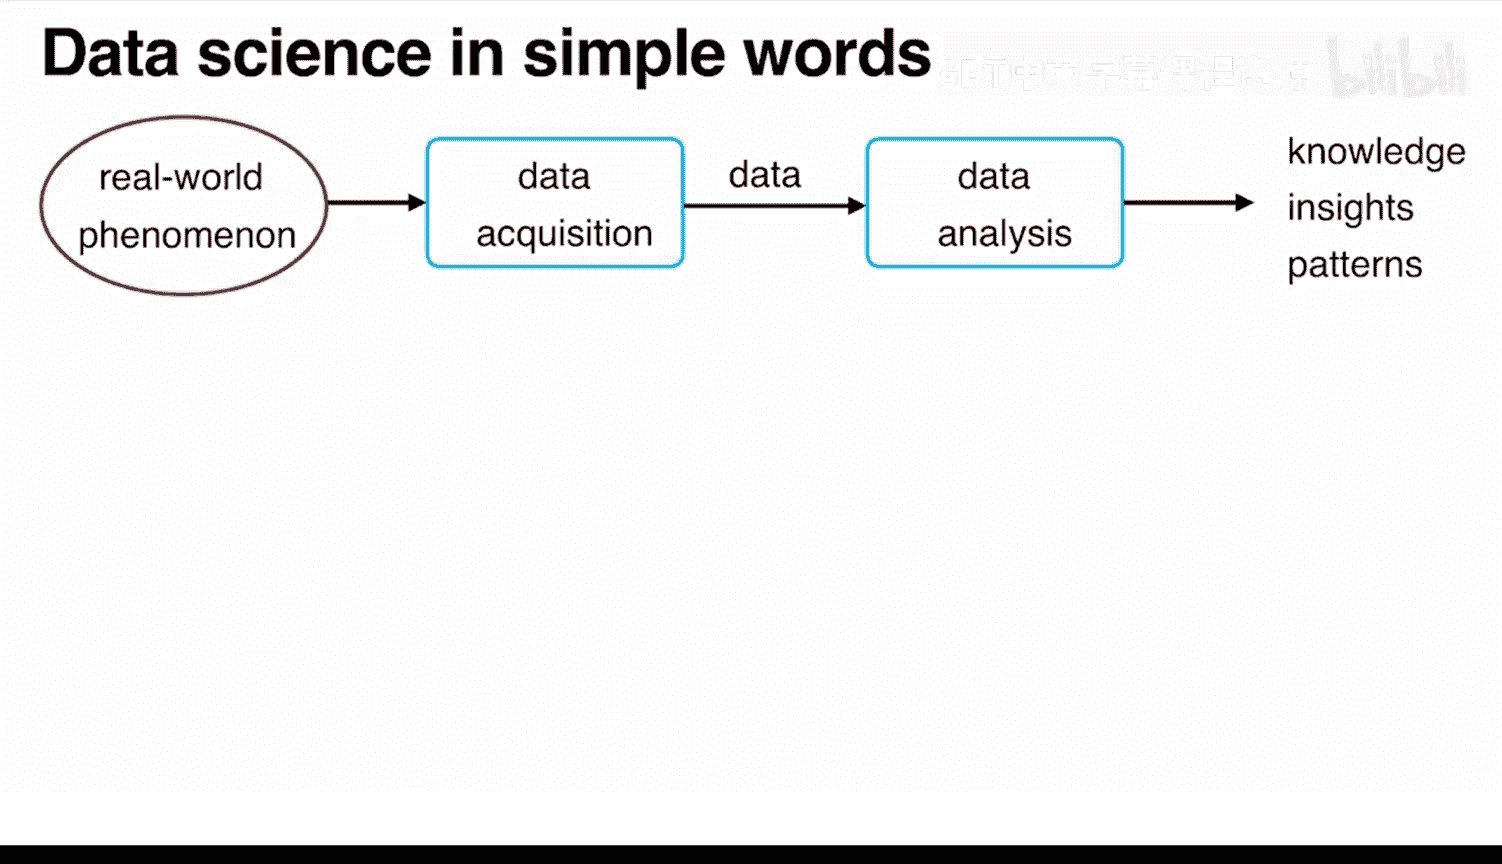 Data science in simple words
bilibili
real-world
phenomenon
data
acquisition
data
data
analysis
knowledge
insights
patterns